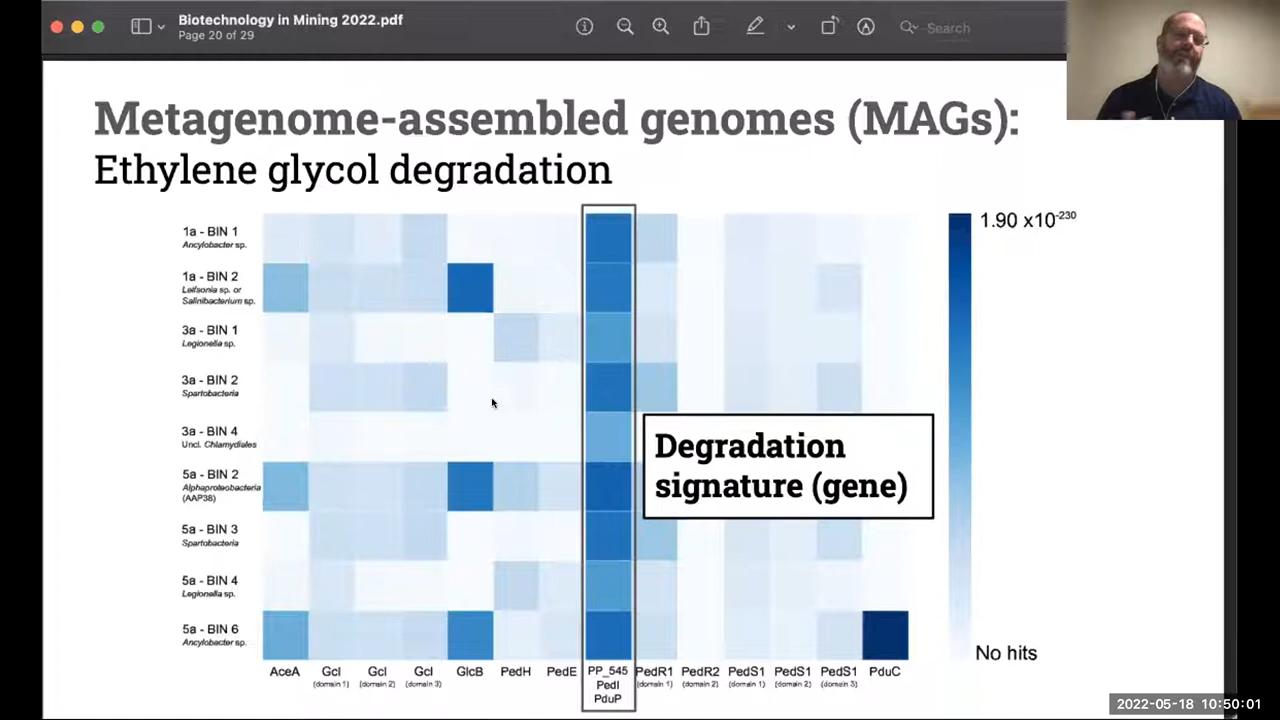 Biotechnology in Mining 2022.pdf
Page 20 of 29
Search
Metagenome-assembled genomes (MAGs):
Ethylene glycol degradation
1a - BIN 1
Ancylobacter sp.
1a - BIN 2
Leifsonia sp. or
Salinibacterium sp.
3a - BIN 1
Legionella sp.
3a - BIN 2
Spartobacteria
3a - BIN 4
Uncl. Chlamydiales
5a - BIN 2
Alphaproteobacteria
(AAP38)
5a - BIN 3
Spartobacteria
5a - BIN 4
Legionella sp.
5a - BIN 6
Ancylobacter sp.
Degradation
signature (gene)
1.90 x10-230
No hits
AceA
Gcl
(domain 1)
Gcl
(domain 2)
Gcl
(domain 3)
GlcB
PedH
PedE
PP_545
PedI
PduP
PedR1
(domain 1)
PedR2
(domain 2)
PedS1
(domain 1)
PedS1
(domain 2)
PedS1
(domain 3)
PduC
2022-05-18 10:50:01